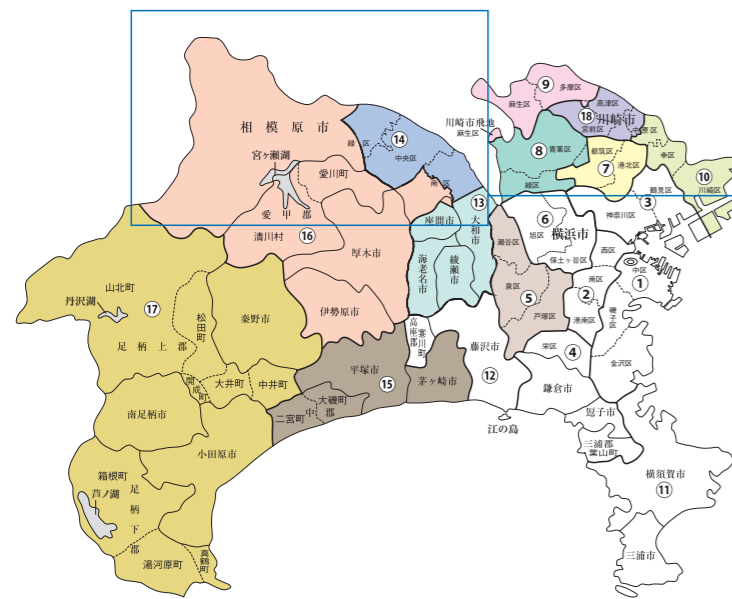 ⑨
多摩区
麻生区
高津区
⑱
川崎市
宮前区
中原区
川崎市飛地
麻生区
相模原市
緑区
⑭
中央区
南区
⑧
青葉区
緑区
都筑区
⑦
港北区
幸区
⑩
川崎区
鶴見区
③
神奈川区
宮ヶ瀬湖
愛川町
愛甲郡
清川村
⑯
厚木市
伊勢原市
⑬
座間市
大和市
海老名市
綾瀬市
⑥
旭区
横浜市
西区
保土ヶ谷区
瀬谷区
泉区
⑤
戸塚区
中区
①
南区
②
港南区
磯子区
栄区
④
金沢区
山北町
丹沢湖
⑰
松田町
秦野市
足柄上郡
開成町
大井町
中井町
南足柄市
小田原市
箱根町
芦ノ湖
足柄下郡
湯河原町
真鶴町
高座郡
寒川町
平塚市
⑮
茅ヶ崎市
大磯町
中郡
二宮町
藤沢市
⑫
江の島
鎌倉市
逗子市
三浦郡
葉山町
横須賀市
⑪
三浦市